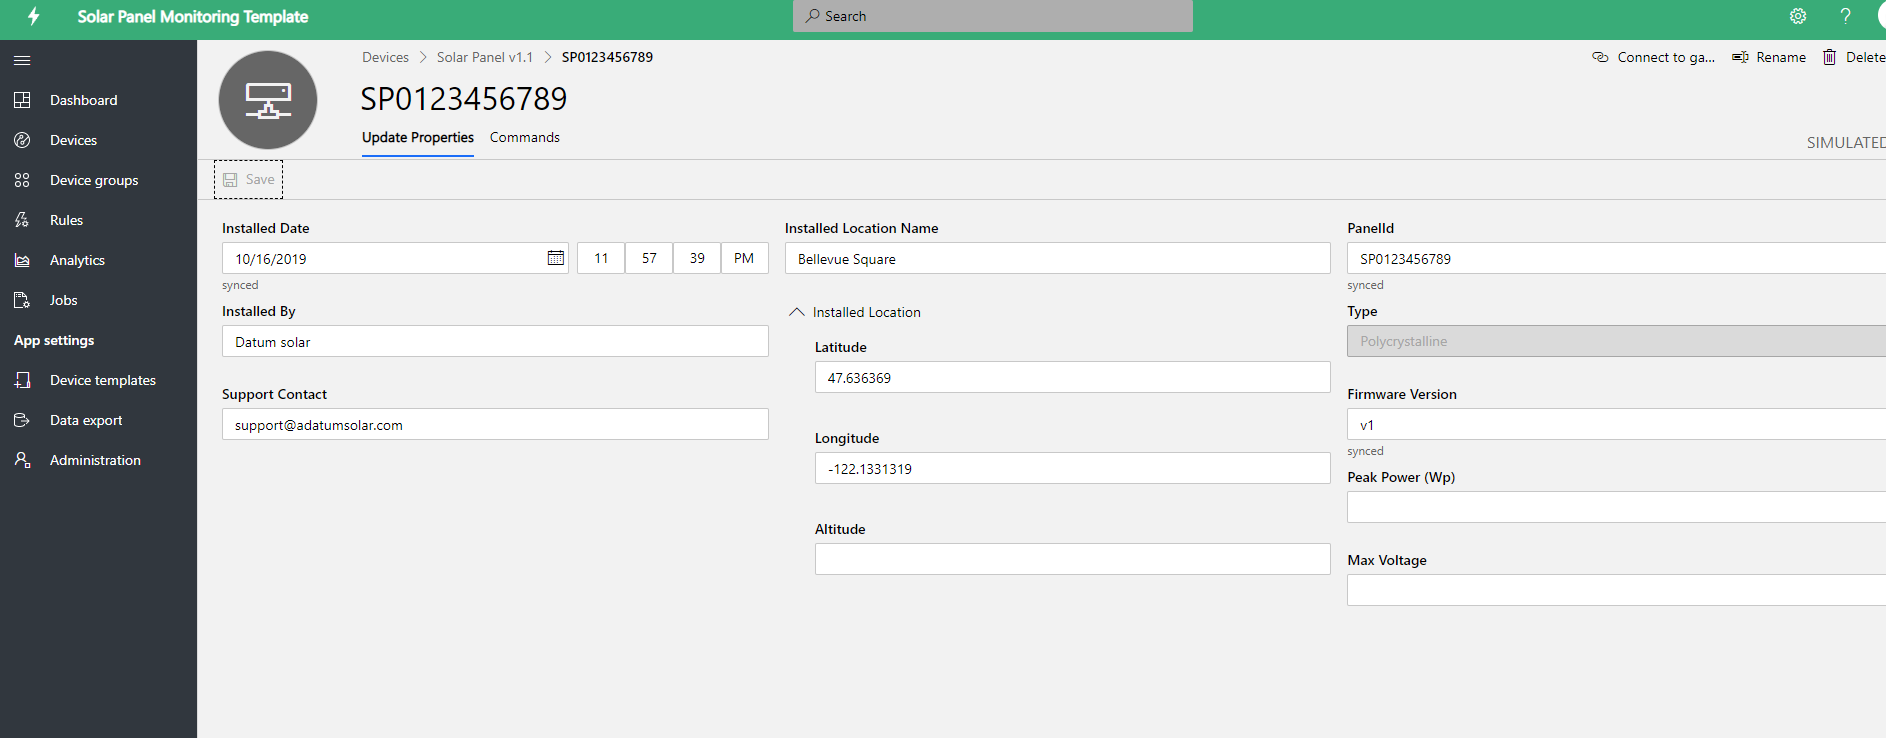 Solar Panel Monitoring Template
Search
Dashboard
Devices
Device groups
Rules
Analytics
Jobs
App settings
Device templates
Data export
Administration
Devices > Solar Panel v1.1 > SP0123456789
Connect to ga... Rename Delete
SP0123456789
Update Properties Commands
SIMULATED
Save
Installed Date
10/16/2019 11 57 39 PM
synced
Installed By
Datum solar
Support Contact
support@adatumsolar.com
Installed Location Name
Bellevue Square
Installed Location
Latitude
47.636369
Longitude
-122.1331319
Altitude
PanelId
SP0123456789
synced
Type
Polycrystalline
Firmware Version
v1
synced
Peak Power (Wp)
Max Voltage